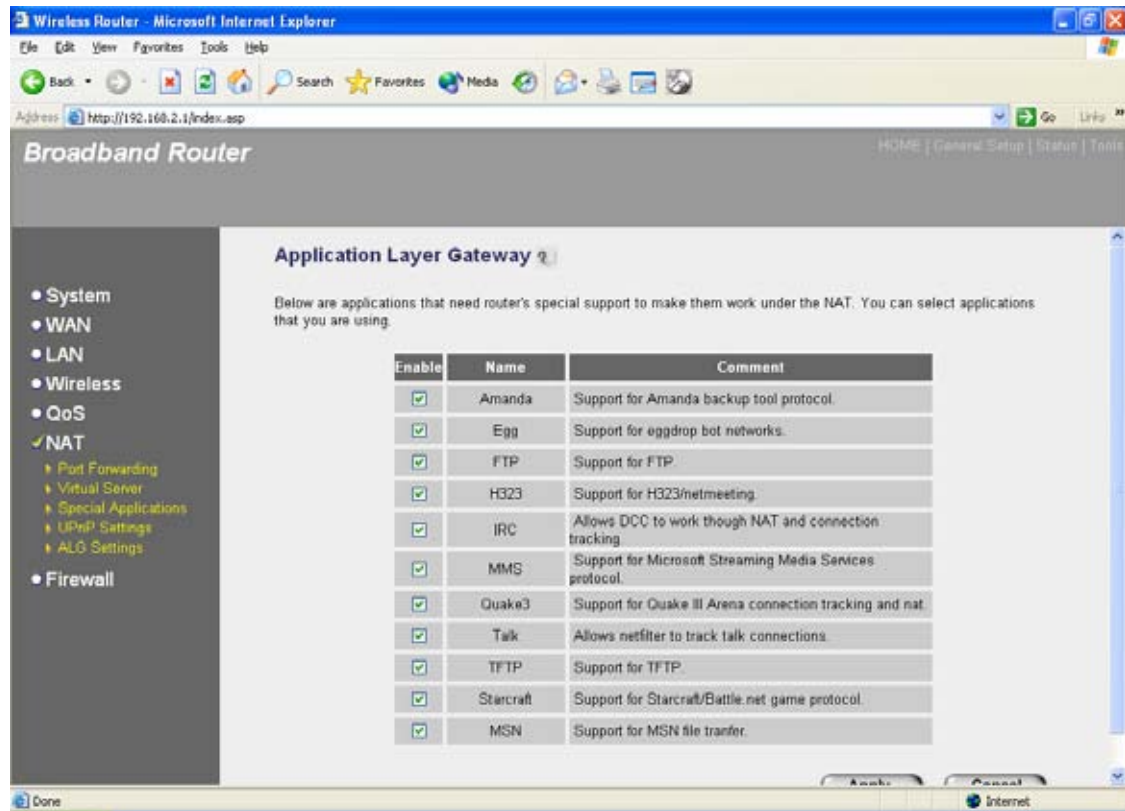 Wireless Router - Microsoft Internet Explorer
File Edit View Favorites Tools Help
Back Search Favorites Media
Address http://192.168.2.1/index.asp Go Links
Broadband Router
HOME | General Setup | Status | Tools
System
WAN
LAN
Wireless
QoS
NAT
Port Forwarding
Virtual Server
Special Applications
UPnP Settings
ALG Settings
Firewall
Application Layer Gateway
Below are applications that need router's special support to make them work under the NAT. You can select applications
that you are using.
Enable Name Comment
Amanda Support for Amanda backup tool protocol.
Egg Support for eggdrop bot networks.
FTP Support for FTP.
H323 Support for H323/netmeeting.
IRC Allows DCC to work though NAT and connection
tracking.
MMS Support for Microsoft Streaming Media Services
protocol.
Quake3 Support for Quake III Arena connection tracking and nat.
Talk Allows netfilter to track talk connections.
TFTP Support for TFTP.
Starcraft Support for Starcraft/Battle.net game protocol.
MSN Support for MSN file tranfer.
Apply Cancel
Done Internet